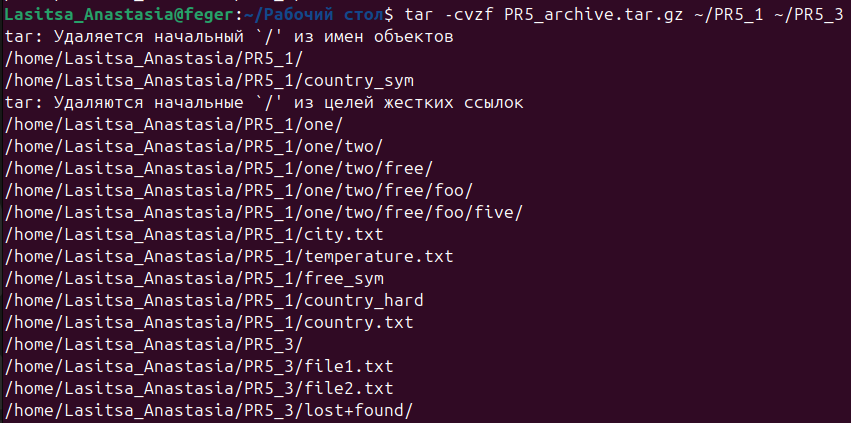 Lasitsa_Anastasia@feger:~/Рабочий стол$ tar -cvzf PR5_archive.tar.gz ~/PR5_1 ~/PR5_3
tar: Удаляется начальный `/' из имен объектов
/home/Lasitsa_Anastasia/PR5_1/
/home/Lasitsa_Anastasia/PR5_1/country_sym
tar: Удаляются начальные `/' из целей жестких ссылок
/home/Lasitsa_Anastasia/PR5_1/one/
/home/Lasitsa_Anastasia/PR5_1/one/two/
/home/Lasitsa_Anastasia/PR5_1/one/two/free/
/home/Lasitsa_Anastasia/PR5_1/one/two/free/foo/
/home/Lasitsa_Anastasia/PR5_1/one/two/free/foo/five/
/home/Lasitsa_Anastasia/PR5_1/city.txt
/home/Lasitsa_Anastasia/PR5_1/temperature.txt
/home/Lasitsa_Anastasia/PR5_1/free_sym
/home/Lasitsa_Anastasia/PR5_1/country_hard
/home/Lasitsa_Anastasia/PR5_1/country.txt
/home/Lasitsa_Anastasia/PR5_3/
/home/Lasitsa_Anastasia/PR5_3/file1.txt
/home/Lasitsa_Anastasia/PR5_3/file2.txt
/home/Lasitsa_Anastasia/PR5_3/lost+found/